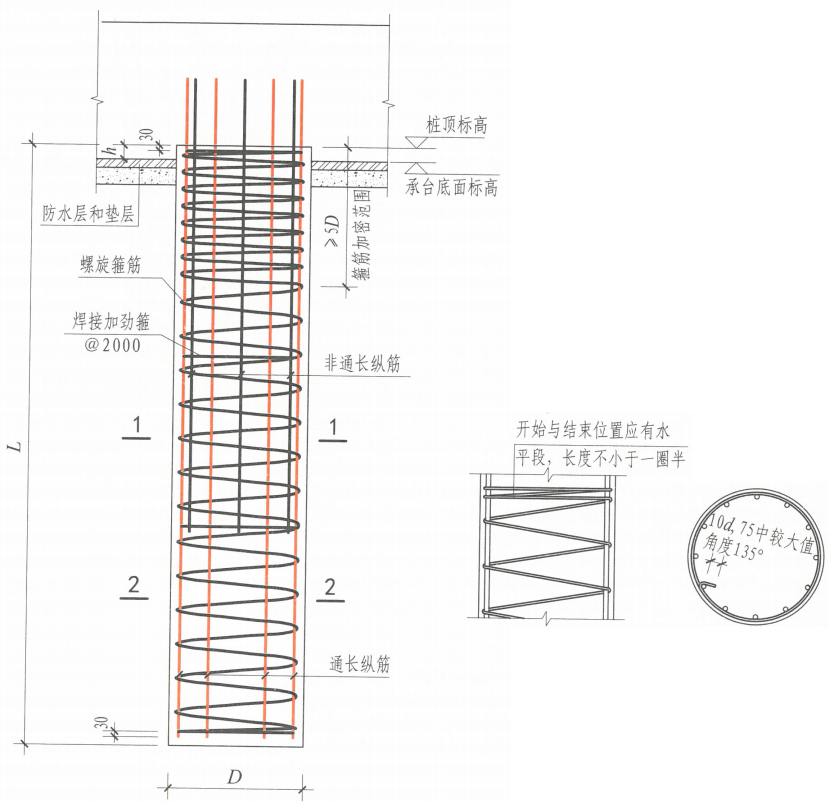 30
h
桩顶标高
承台底面标高
防水层和垫层
≥5D
箍筋加密范围
螺旋箍筋
焊接加劲箍
@2000
非通长纵筋
1
1
L
开始与结束位置应有水
平段，长度不小于一圈半
10d,75中较大值
角度135°
2
2
通长纵筋
30
D